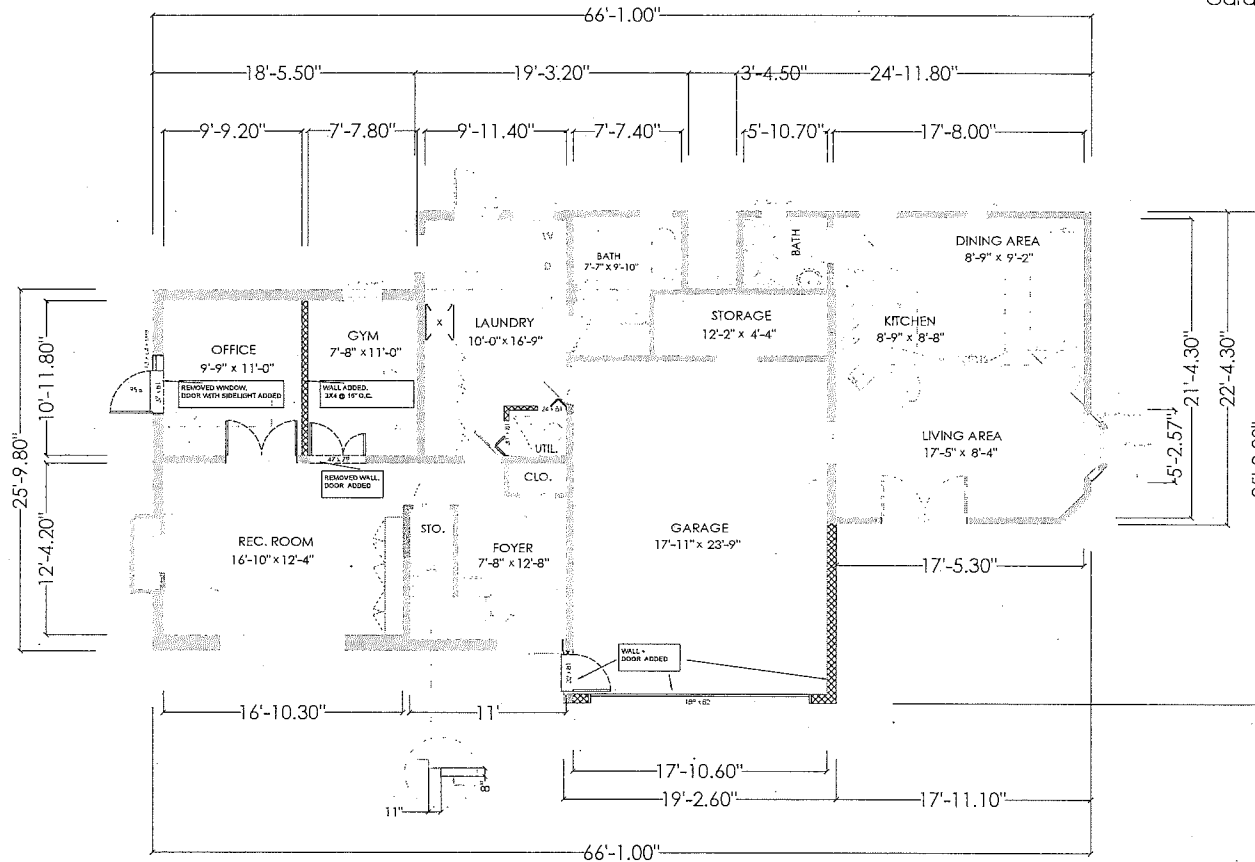 66'-1.00"
18'-5.50"
19'-3.20"
3'-4.50"
24'-11.80"
9'-9.20"
7'-7.80"
9'-11.40"
7'-7.40"
5'-10.70"
17'-8.00"
DINING AREA
8'-9" x 9'-2"
BATH
7'-7" x 9'-10"
BATH
STORAGE
12'-2" x 4'-4"
KITCHEN
8'-9" x 8'-8"
LAUNDRY
10'-0" x 16'-9"
X
GYM
7'-8" x 11'-0"
OFFICE
9'-9" x 11'-0"
REMOVED WINDOW,
DOOR WITH SIDELIGHT ADDED
WALL ADDED.
2X4 @ 16" O.C.
10'-11.80"
25'-9.80"
12'-4.20"
21'-4.30"
22'-4.30"
5'-2.57"
LIVING AREA
17'-5" x 8'-4"
UTIL.
CLO.
REMOVED WALL,
DOOR ADDED
STO.
FOYER
7'-8" x 12'-8"
REC. ROOM
16'-10" x 12'-4"
GARAGE
17'-11" x 23'-9"
17'-5.30"
WALL +
DOOR ADDED
16'-10.30"
11'
17'-10.60"
19'-2.60"
17'-11.10"
11"
8"
66'-1.00"